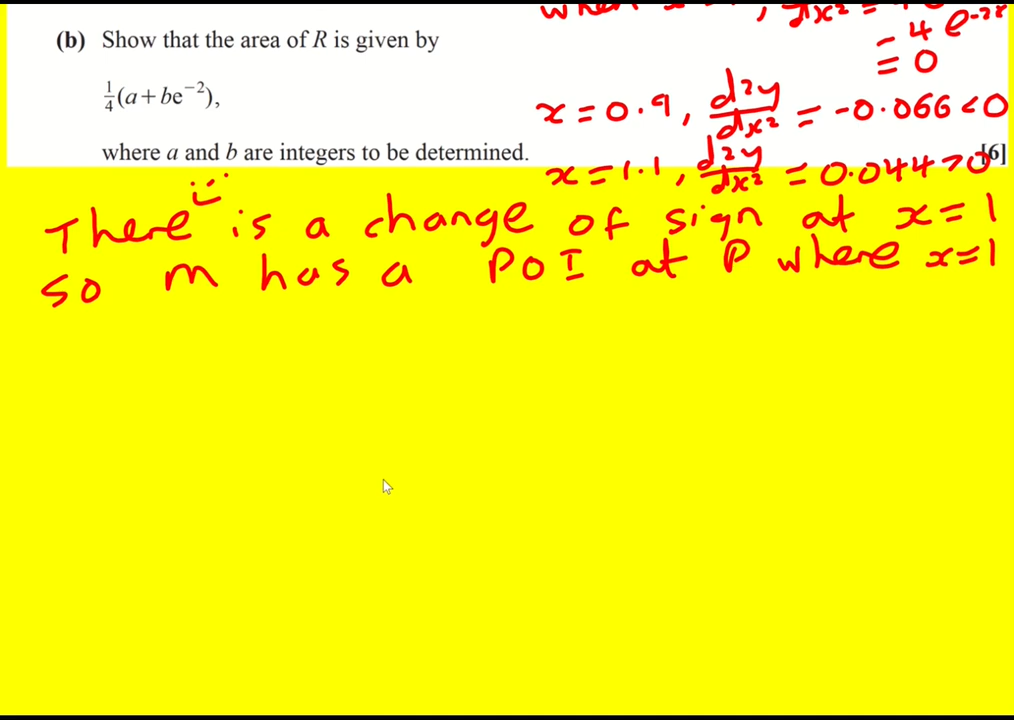 - 4 e^{-2x}
= 0
(b) Show that the area of R is given by
¼(a+be⁻²),
x = 0.9, d²y/dx² = -0.066 < 0
where a and b are integers to be determined.
[6]
x = 1.1, d²y/dx² = 0.044 > 0
There is a change of sign at x = 1
so m has a POI at P where x=1